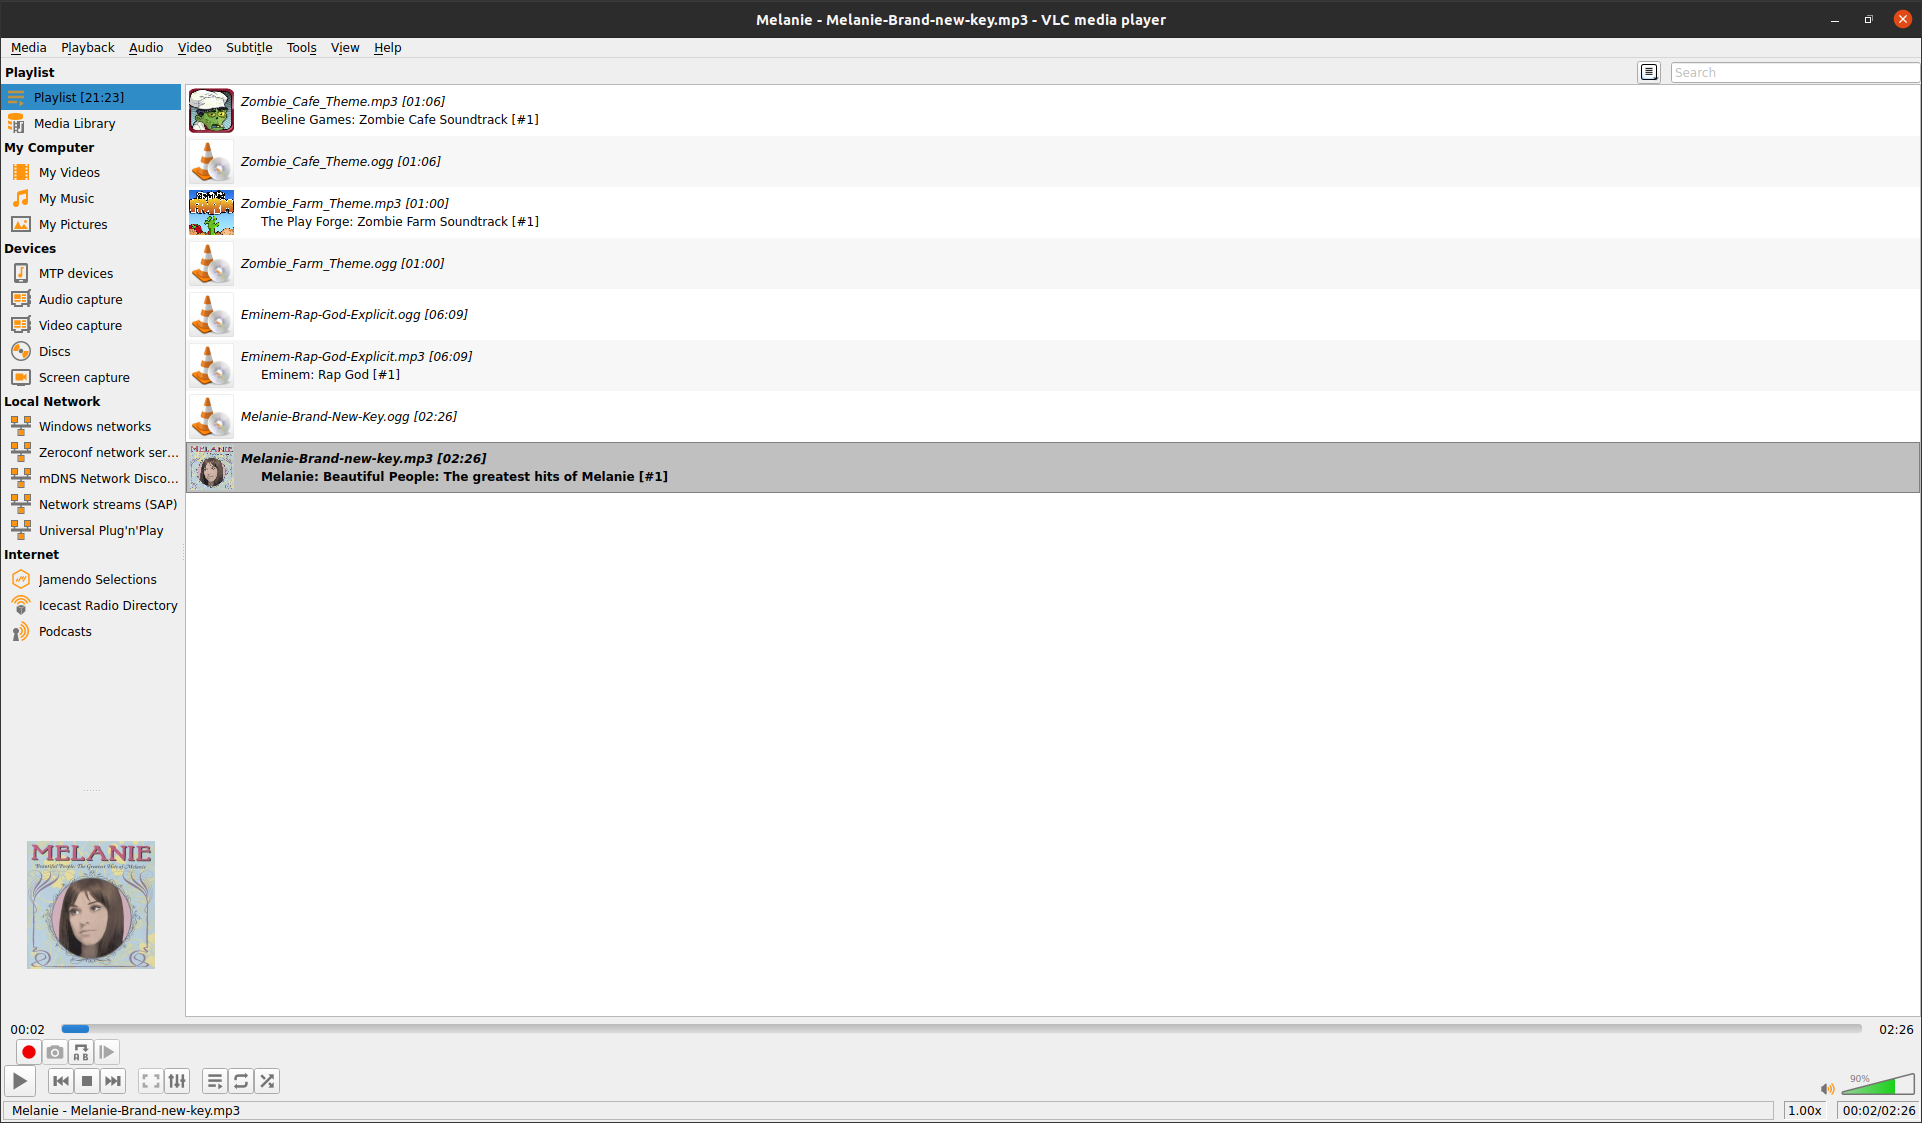 Melanie - Melanie-Brand-new-key.mp3 - VLC media player
Media Playback Audio Video Subtitle Tools View Help
Playlist
Search
Playlist [21:23]
Media Library
My Computer
My Videos
My Music
My Pictures
Devices
MTP devices
Audio capture
Video capture
Discs
Screen capture
Local Network
Windows networks
Zeroconf network ser...
mDNS Network Disco...
Network streams (SAP)
Universal Plug'n'Play
Internet
Jamendo Selections
Icecast Radio Directory
Podcasts
Zombie_Cafe_Theme.mp3 [01:06]
Beeline Games: Zombie Cafe Soundtrack [#1]
Zombie_Cafe_Theme.ogg [01:06]
Zombie_Farm_Theme.mp3 [01:00]
The Play Forge: Zombie Farm Soundtrack [#1]
Zombie_Farm_Theme.ogg [01:00]
Eminem-Rap-God-Explicit.ogg [06:09]
Eminem-Rap-God-Explicit.mp3 [06:09]
Eminem: Rap God [#1]
Melanie-Brand-New-Key.ogg [02:26]
MELANIE
Melanie-Brand-new-key.mp3 [02:26]
Melanie: Beautiful People: The greatest hits of Melanie [#1]
MELANIE
Beautiful People: The Greatest Hits of Melanie
00:02
02:26
A B
90%
Melanie - Melanie-Brand-new-key.mp3
1.00x
00:02/02:26